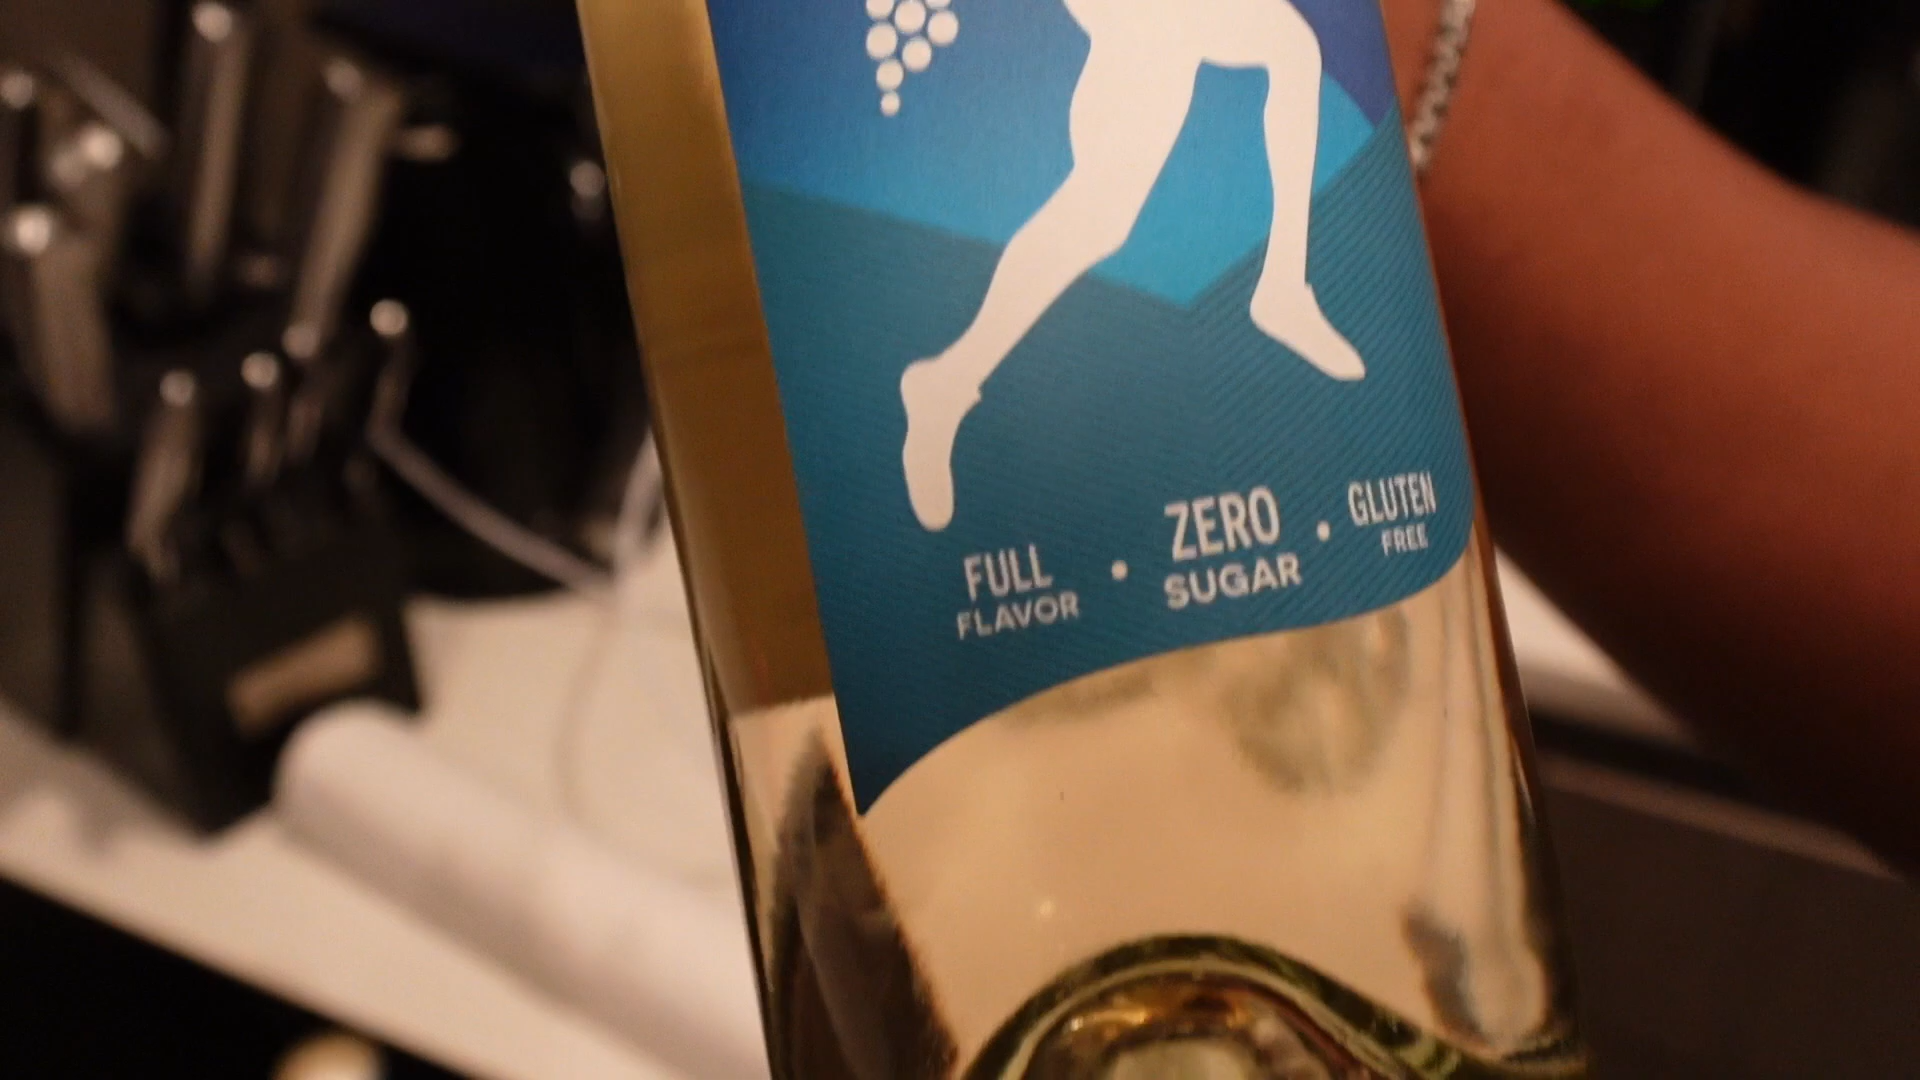 FULL
FLAVOR
•
ZERO
SUGAR
•
GLUTEN
FREE